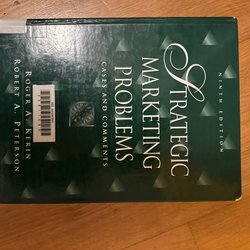 NINTH EDITION
STRATEGIC
MARKETING
PROBLEMS
CASES AND COMMENTS
ROGER A. KERIN
ROBERT A. PETERSON